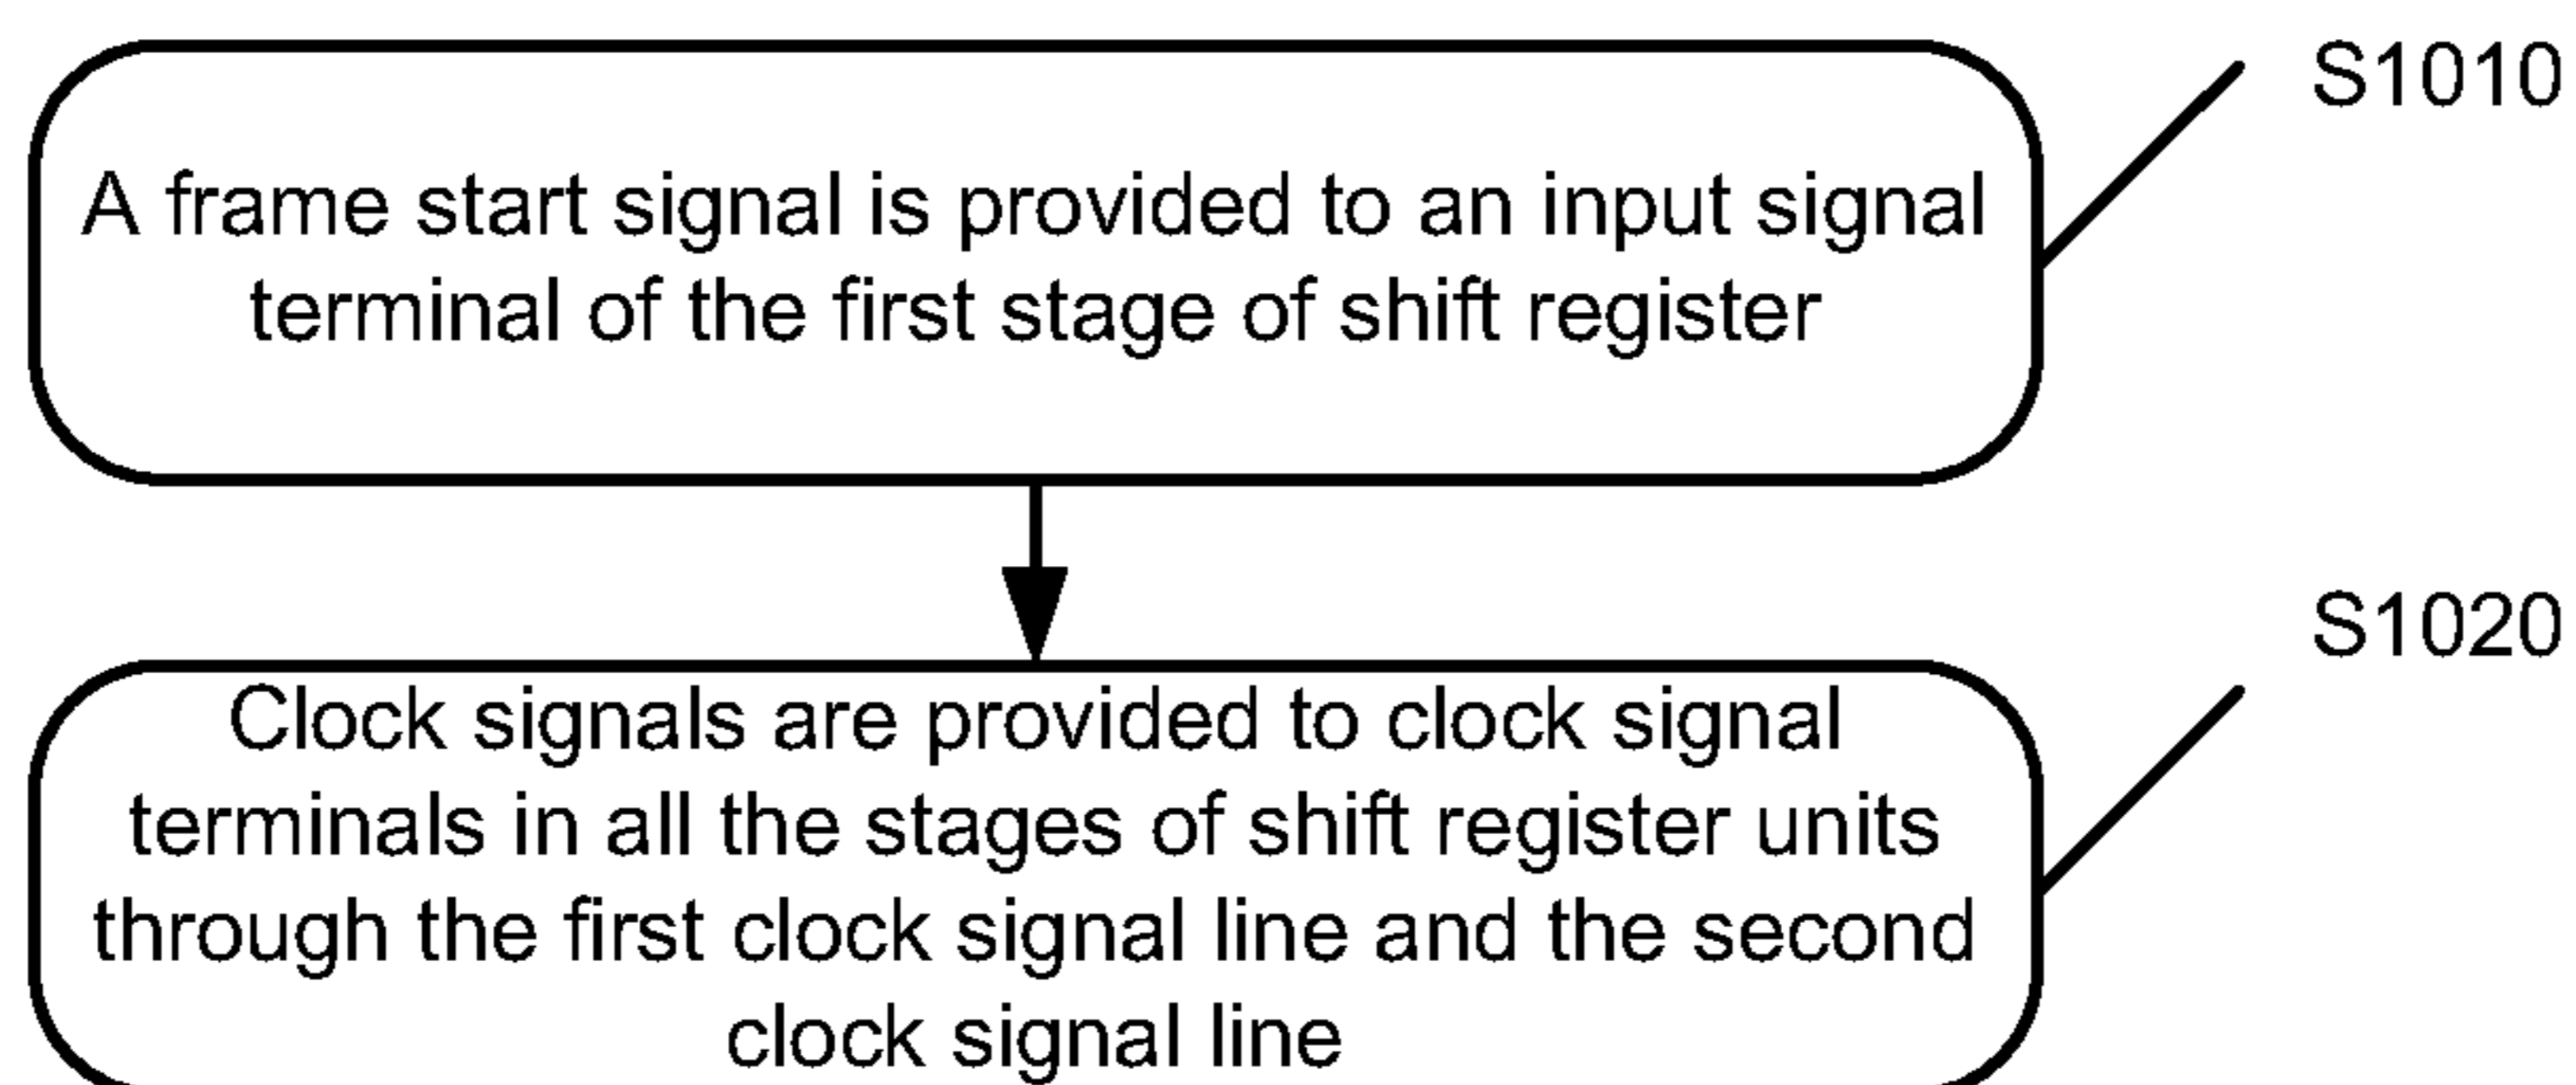 S1010
A frame start signal is provided to an input signal
terminal of the first stage of shift register
S1020
Clock signals are provided to clock signal
terminals in all the stages of shift register units
through the first clock signal line and the second
clock signal line